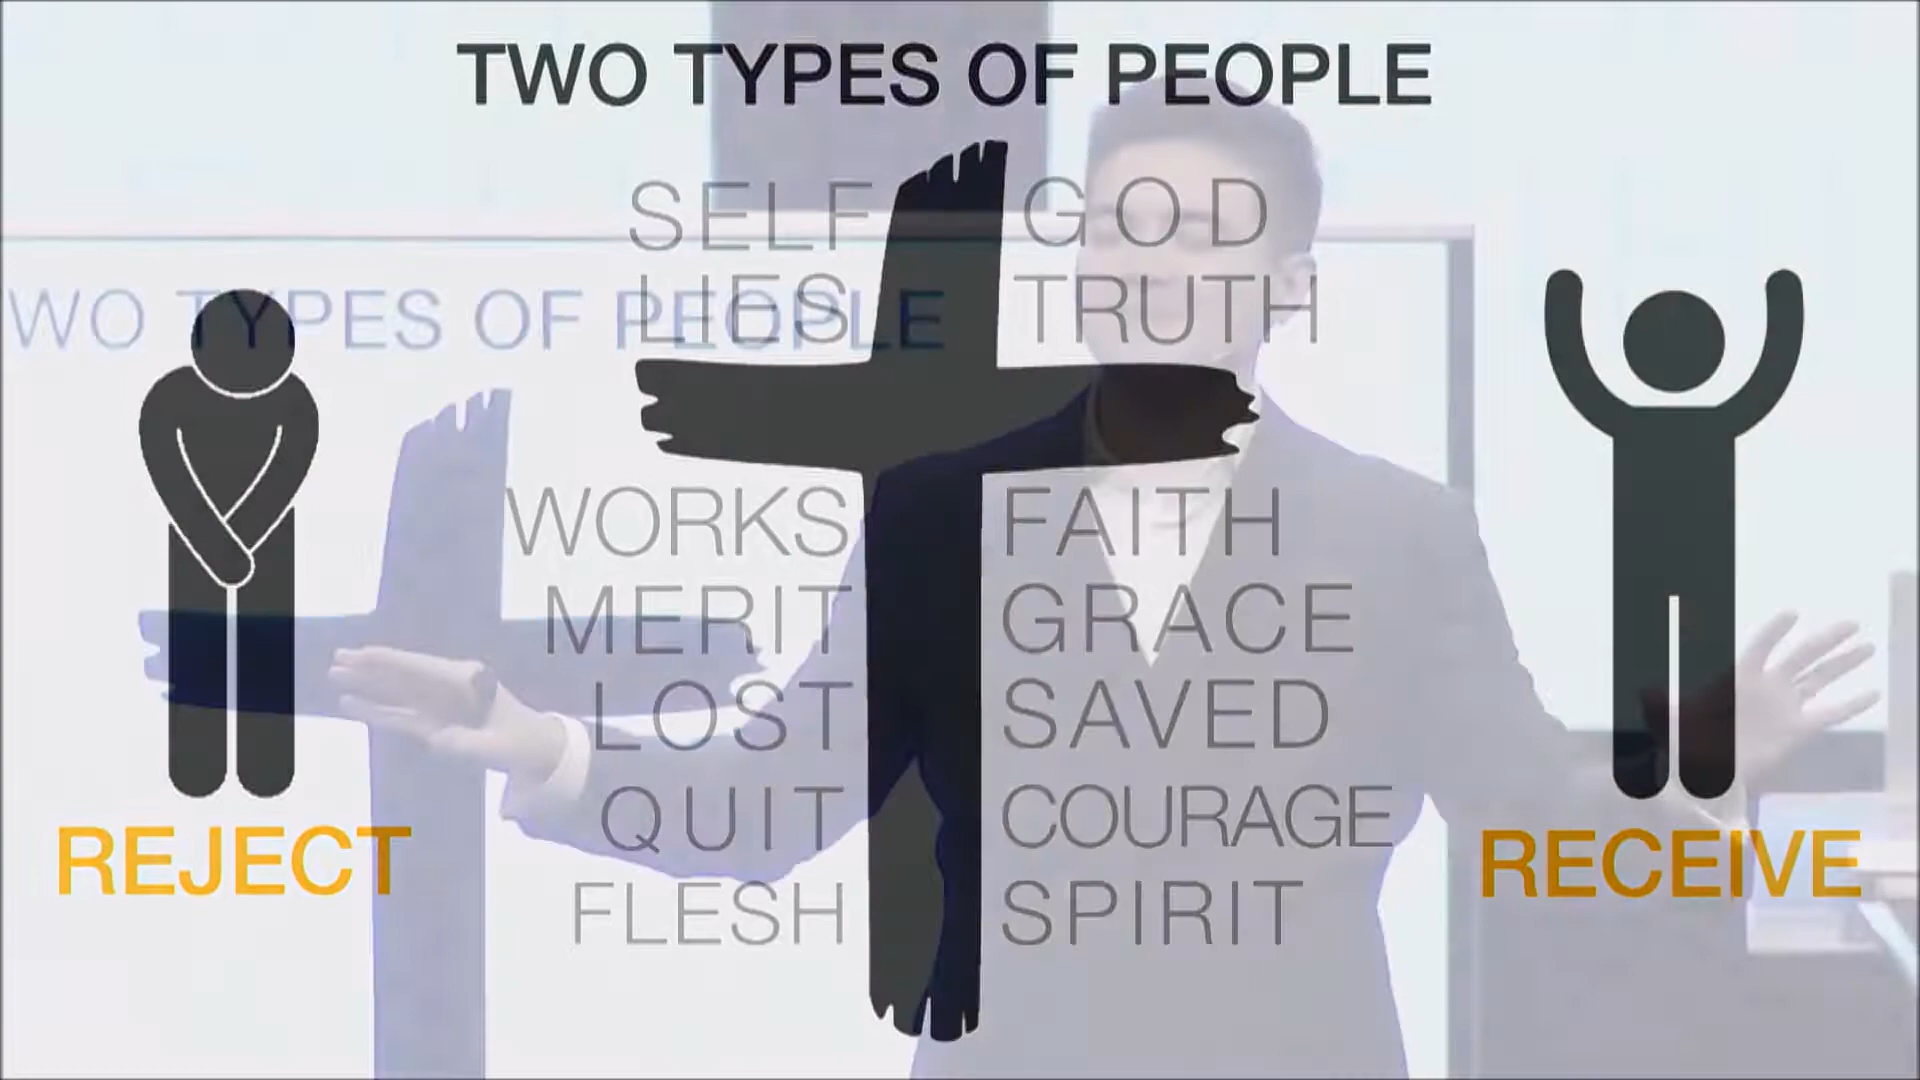 TWO TYPES OF PEOPLE
SELF GOD
LIES TRUTH
WO TYPES OF PEOPLE
WORKS FAITH
MERIT GRACE
LOST SAVED
QUIT COURAGE
REJECT RECEIVE
FLESH SPIRIT